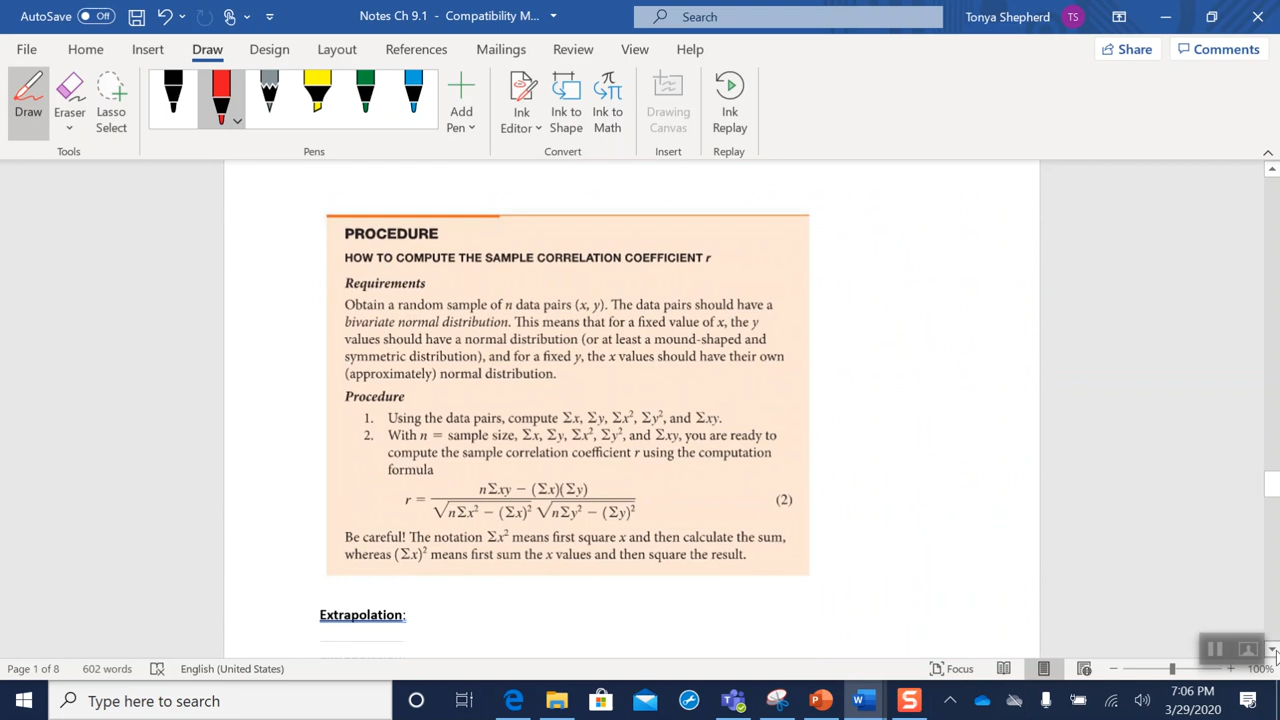 AutoSave Off Notes Ch 9.1 - Compatibility M... Search Tonya Shepherd TS
File Home Insert Draw Design Layout References Mailings Review View Help Share Comments
Draw Eraser Lasso Select Add Pen Ink Editor Ink to Shape Ink to Math Drawing Canvas Ink Replay
Tools Pens Convert Insert Replay
PROCEDURE
HOW TO COMPUTE THE SAMPLE CORRELATION COEFFICIENT r
Requirements
Obtain a random sample of n data pairs (x, y). The data pairs should have a
bivariate normal distribution. This means that for a fixed value of x, the y
values should have a normal distribution (or at least a mound-shaped and
symmetric distribution), and for a fixed y, the x values should have their own
(approximately) normal distribution.
Procedure
1. Using the data pairs, compute Σx, Σy, Σx², Σy², and Σxy.
2. With n = sample size, Σx, Σy, Σx², Σy², and Σxy, you are ready to
compute the sample correlation coefficient r using the computation
formula
r = nΣxy − (Σx)(Σy) / √nΣx² − (Σx)² √nΣy² − (Σy)² (2)
Be careful! The notation Σx² means first square x and then calculate the sum,
whereas (Σx)² means first sum the x values and then square the result.
Extrapolation:
Page 1 of 8 602 words English (United States) Focus 100%
Type here to search 7:06 PM
3/29/2020